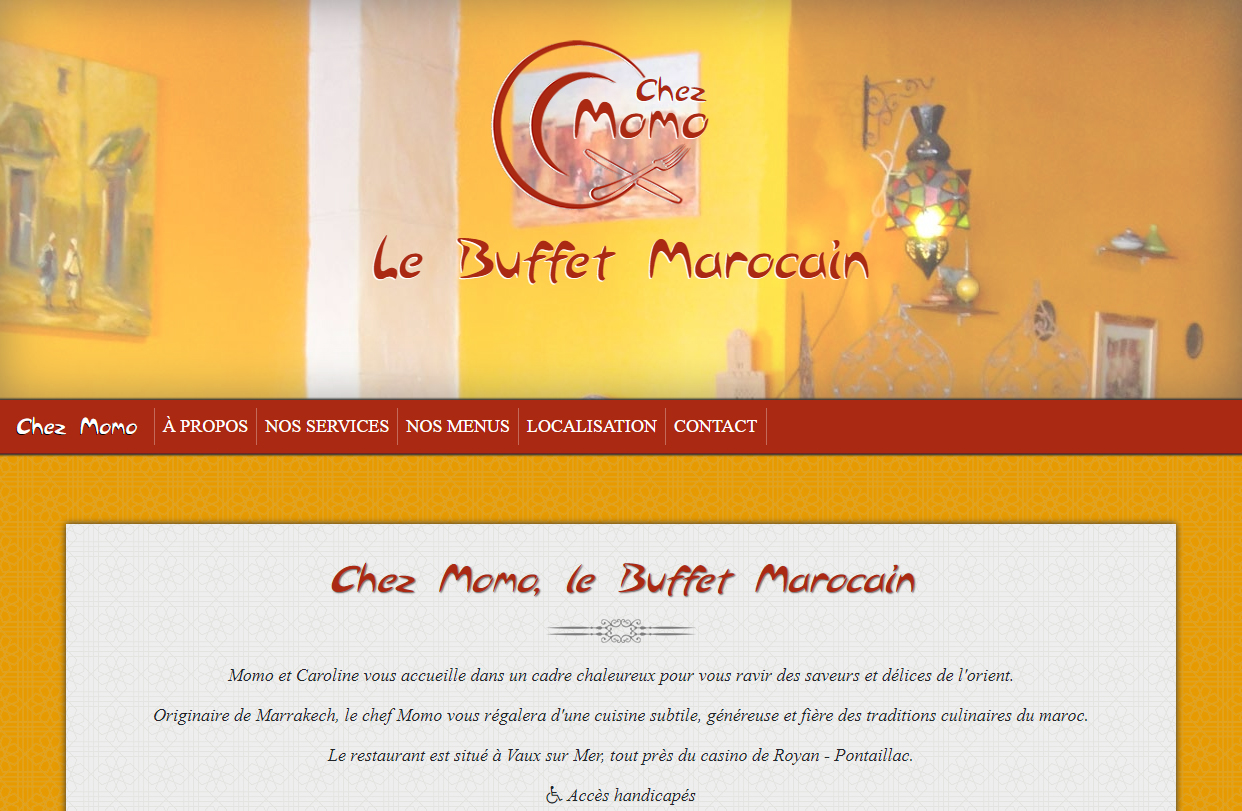 Chez
Momo
Le Buffet Marocain
Chez Momo À PROPOS NOS SERVICES NOS MENUS LOCALISATION CONTACT
Chez Momo, le Buffet Marocain
Momo et Caroline vous accueille dans un cadre chaleureux pour vous ravir des saveurs et délices de l'orient.
Originaire de Marrakech, le chef Momo vous régalera d'une cuisine subtile, généreuse et fière des traditions culinaires du maroc.
Le restaurant est situé à Vaux sur Mer, tout près du casino de Royan - Pontaillac.
Accès handicapés